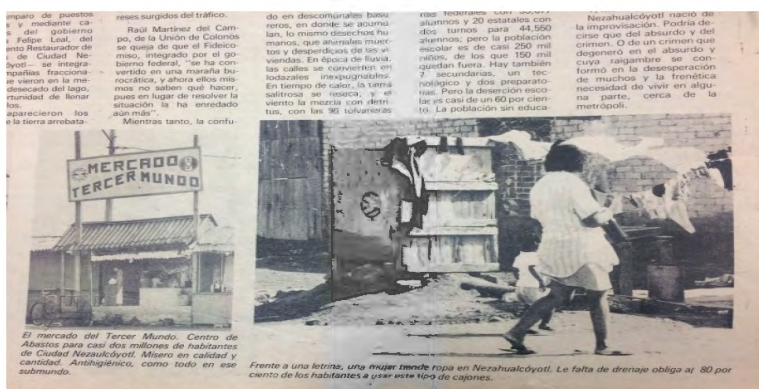 mparo de puestos
s y mediante ca-
s del gobierno
Felipe Leal, del
ento Restaurador de
de Ciudad Ne-
óyotl— se integra-
mpañías fracciona-
e vieron en la me-
desecado del lago,
rtunidad de llenar
los.
aparecieron los
e la tierra arrebata-
reses surgidos del tráfico.
Raúl Martínez del Cam-
po, de la Unión de Colonos
se queja de que el Fideico-
miso, integrado por el go-
bierno federal, "se ha con-
vertido en una maraña bu-
rocrática, y ahora ellos mis-
mos no saben qué hacer,
pues en lugar de resolver la
situación la ha enredado
aún más".
Mientras tanto, la confu-
do en descomunales basu
reros, en donde se acumu
lan, lo mismo desechos hu
manos, que animales muer-
tos y desperdicios de las vi
viendas. En época de lluvia,
las calles se convierten en
lodazales inexpugnables.
En tiempo de calor, la tierra
salitrosa se reseca, y el
viento la mezcla con detri
tus, con las 96 tolvaneras
alumnos y 20 estatales con
dos turnos para 44,550
alumnos; pero la población
escolar es de casi 250 mil
niños, de los que 150 mil
quedan fuera. Hay también
7 secundarias, un tec-
nológico y dos preparato-
rias. Pero la deserción esco-
lar es casi de un 60 por cien-
to. La población sin educa-
Nezahualcóyotl nació de
la improvisación. Podría de-
cirse que del absurdo y del
crimen. O de un crimen que
degeneró en el absurdo y
cuya raigambre se con-
formó en la desesperación
de muchos y la frenética
necesidad de vivir en algu-
na parte, cerca de la
metrópoli.
MERCADO
TERCER MUNDO
El mercado del Tercer Mundo. Centro de
Abastos para casi dos millones de habitantes
de Ciudad Nezaulcóyotl. Mísero en calidad y
cantidad. Antihigiénico, como todo en ese
submundo.
Frente a una letrina, una mujer tiende ropa en Nezahualcóyotl. Le falta de drenaje obliga al 80 por
ciento de los habitantes a usar este tipo de cajones.